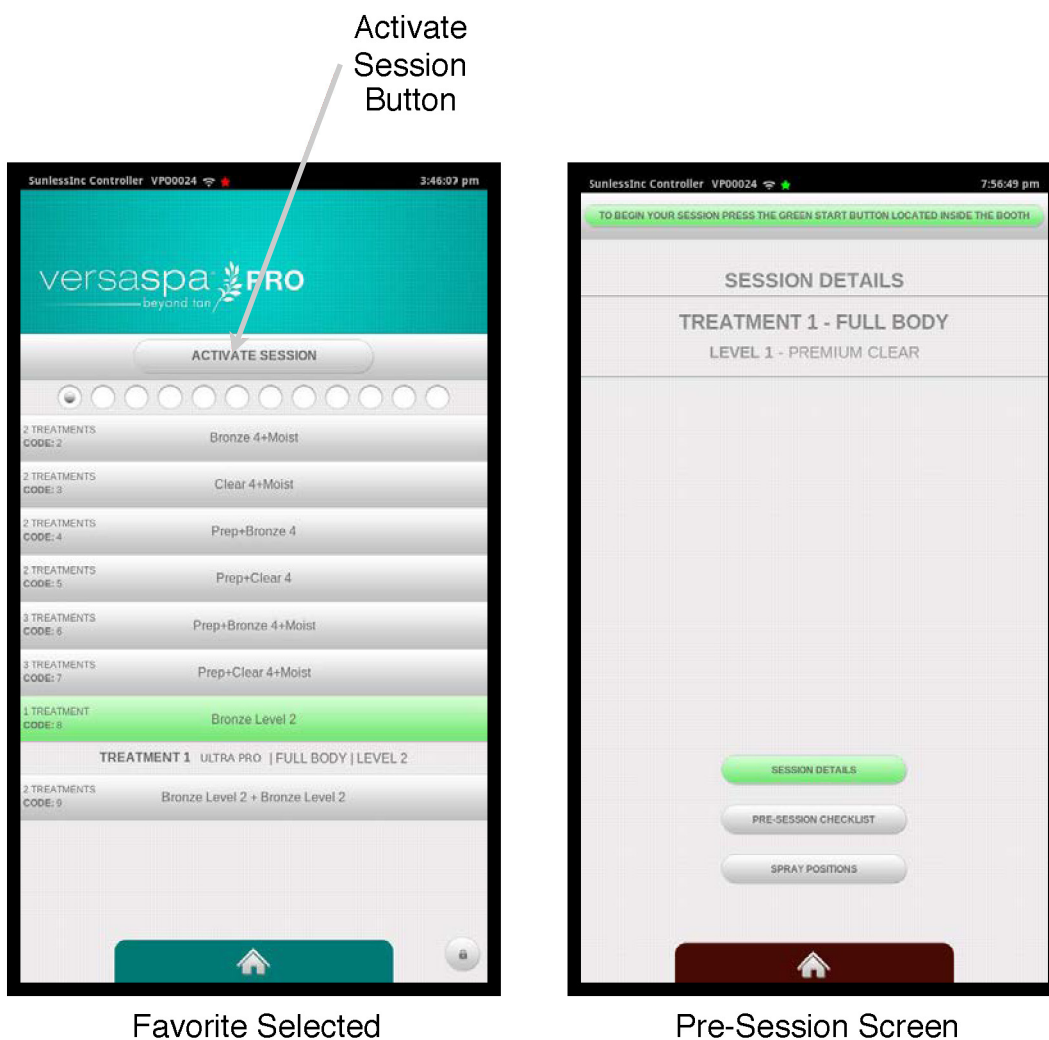 Activate
Session
Button
SunlessInc Controller VP00024 3:46:07 pm
versaspa PRO
beyond tan
ACTIVATE SESSION
2 TREATMENTS
CODE: 2
Bronze 4+Moist
2 TREATMENTS
CODE: 3
Clear 4+Moist
2 TREATMENTS
CODE: 4
Prep+Bronze 4
2 TREATMENTS
CODE: 5
Prep+Clear 4
3 TREATMENTS
CODE: 6
Prep+Bronze 4+Moist
3 TREATMENTS
CODE: 7
Prep+Clear 4+Moist
1 TREATMENT
CODE: 8
Bronze Level 2
TREATMENT 1 ULTRA PRO | FULL BODY | LEVEL 2
2 TREATMENTS
CODE: 9
Bronze Level 2 + Bronze Level 2
Favorite Selected
SunlessInc Controller VP00024 7:56:49 pm
TO BEGIN YOUR SESSION PRESS THE GREEN START BUTTON LOCATED INSIDE THE BOOTH
SESSION DETAILS
TREATMENT 1 - FULL BODY
LEVEL 1 - PREMIUM CLEAR
SESSION DETAILS
PRE-SESSION CHECKLIST
SPRAY POSITIONS
Pre-Session Screen